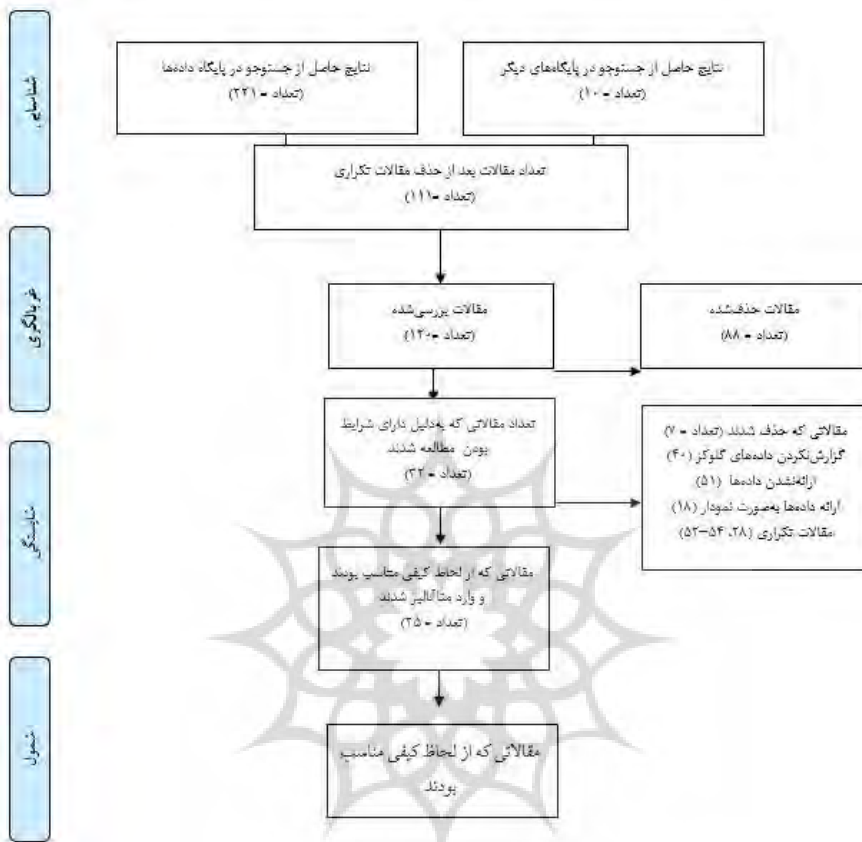 شناسایی
نتایج حاصل از جستوجو در پایگاه‌های دیگر
(تعداد = ۱۰)
نتایج حاصل از جستوجو در پایگاه داده‌ها
(تعداد = ۲۲۱)
تعداد مقالات بعد از حذف مقالات تکراری
(تعداد =۱۱۱)
غربالگری
مقالات بررسی‌شده
(تعداد =۱۲۰)
مقالات حذف‌شده
(تعداد = ۸۸)
شایستگی
تعداد مقالاتی که به‌دلیل دارای شرایط
بودن مطالعه شدند
(تعداد = ۳۲)
مقالاتی که حذف شدند (تعداد = ۷)
گزارش‌نکردن داده‌های گلوکز (۴۰)
ارائه‌نشدن داده‌ها (۵۱)
ارائه داده‌ها به‌صورت نمودار (۱۸)
مقالات تکراری (۲۸، ۵۴–۵۲)
مقالاتی که از لحاظ کیفی مناسب بودند
و وارد متاآنالیز شدند
(تعداد = ۲۵)
شمول
مقالاتی که از لحاظ کیفی مناسب
بودند